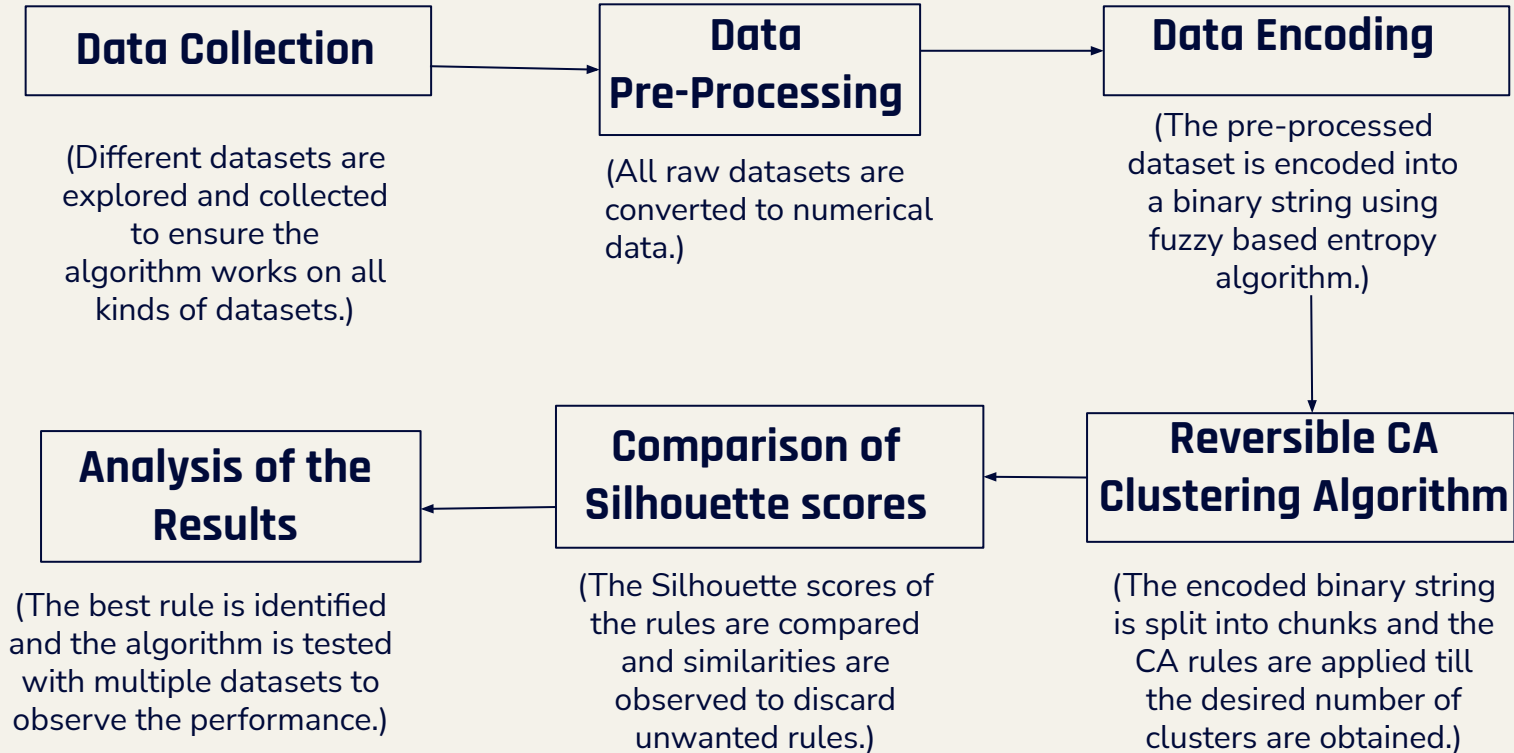 Data Collection
(Different datasets are
explored and collected
to ensure the
algorithm works on all
kinds of datasets.)
Data
Pre-Processing
(All raw datasets are
converted to numerical
data.)
Data Encoding
(The pre-processed
dataset is encoded into
a binary string using
fuzzy based entropy
algorithm.)
Reversible CA
Clustering Algorithm
(The encoded binary string
is split into chunks and the
CA rules are applied till
the desired number of
clusters are obtained.)
Comparison of
Silhouette scores
(The Silhouette scores of
the rules are compared
and similarities are
observed to discard
unwanted rules.)
Analysis of the
Results
(The best rule is identified
and the algorithm is tested
with multiple datasets to
observe the performance.)